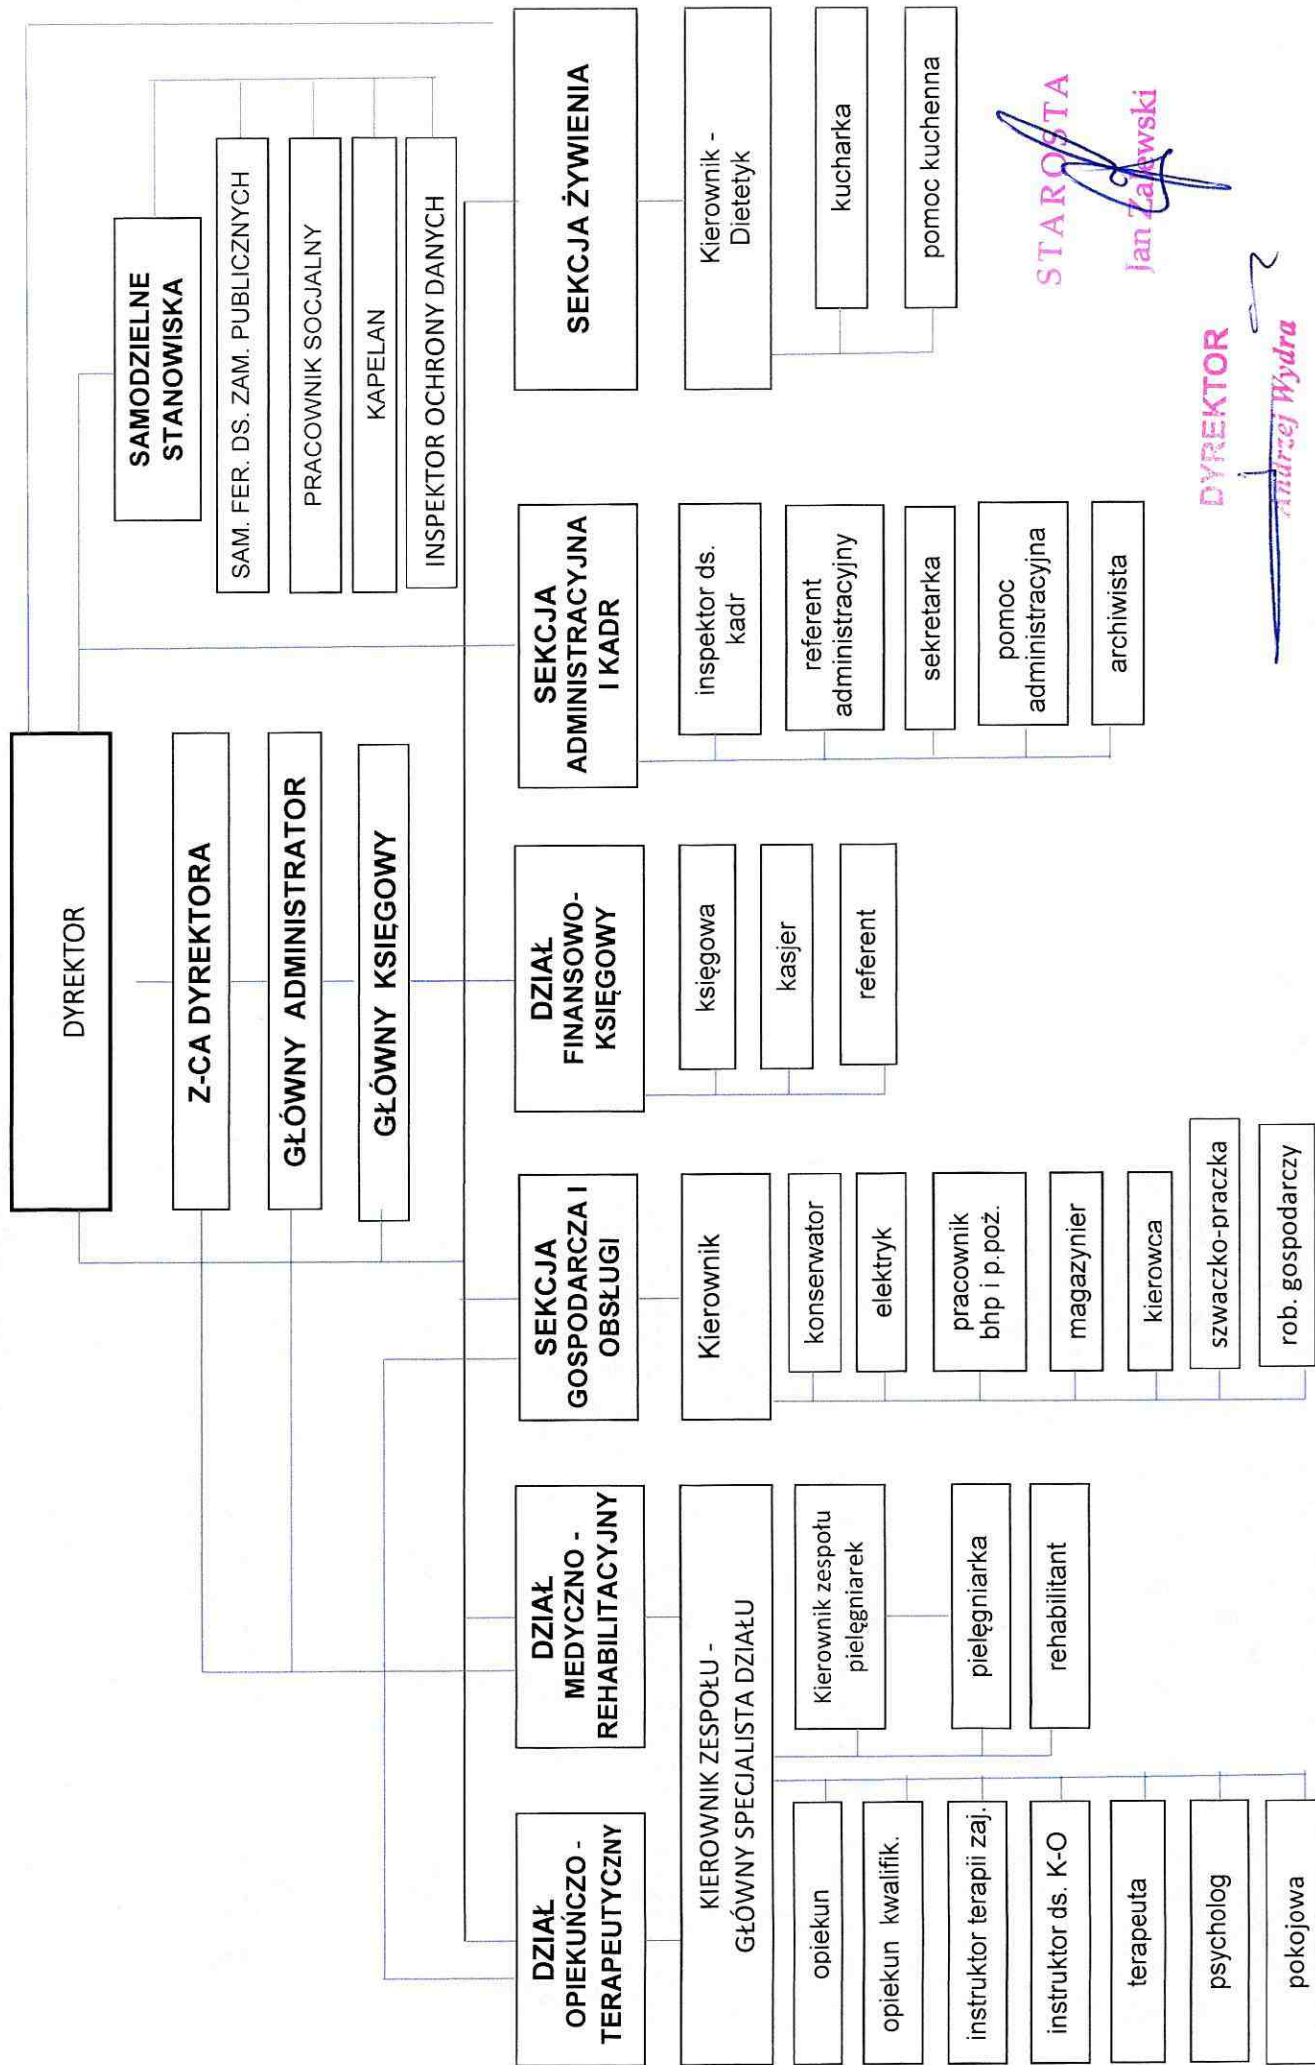 DYREKTOR
Z-CA DYREKTORA
GŁÓWNY ADMINISTRATOR
GŁÓWNY KSIĘGOWY
SAMODZIELNE
STANOWISKA
SAM. FER. DS. ZAM. PUBLICZNYCH
PRACOWNIK SOCJALNY
KAPELAN
INSPEKTOR OCHRONY DANYCH
DZIAŁ
OPIEKUŃCZO -
TERAPEUTYCZNY
DZIAŁ
MEDYCZNO -
REHABILITACYJNY
KIEROWNIK ZESPOŁU -
GŁÓWNY SPECJALISTA DZIAŁU
opiekun
opiekun kwalifik.
instruktor terapii zaj.
instruktor ds. K-O
terapeuta
psycholog
pokojowa
Kierownik zespołu
pielęgniarek
pielęgniarka
rehabilitant
SEKCJA
GOSPODARCZA I
OBSŁUGI
Kierownik
konserwator
elektryk
pracownik
bhp i p.poż.
magazynier
kierowca
szwaczko-praczka
rob. gospodarczy
DZIAŁ
FINANSOWO-
KSIĘGOWY
księgowa
kasjer
referent
SEKCJA
ADMINISTRACYJNA
I KADR
inspektor ds.
kadr
referent
administracyjny
sekretarka
pomoc
administracyjna
archiwista
SEKCJA ŻYWIENIA
Kierownik -
Dietetyk
kucharka
pomoc kuchenna
DYREKTOR
Andrzej Wydra
STAROSTA
Jan Zalewski